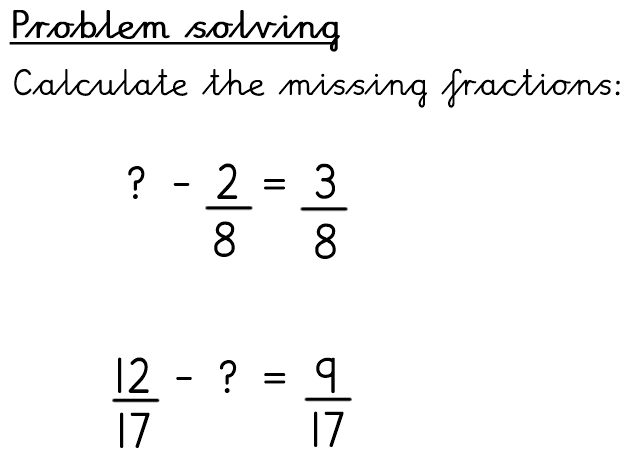 Problem solving
Calculate the missing fractions:
? - 2/8 = 3/8
12/17 - ? = 9/17